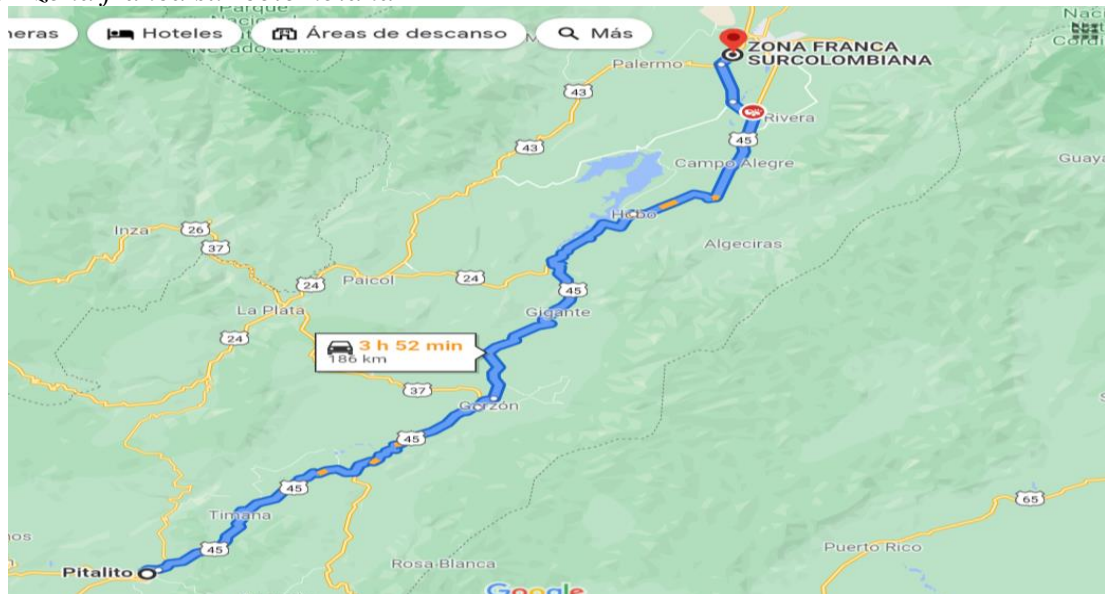 neras
Hoteles
Áreas de descanso
Más
ZONA FRANCA
SURCOLOMBIANA
Palermo
43
Rivera
43
45
Campo Alegre
Hobo
Inza
26
37
Algeciras
24
Paicol
24
45
La Plata
Gigante
24
3 h 52 min
186 km
37
Garzón
45
45
65
Timaná
45
Puerto Rico
Pitalito
Rosa Blanca
Google